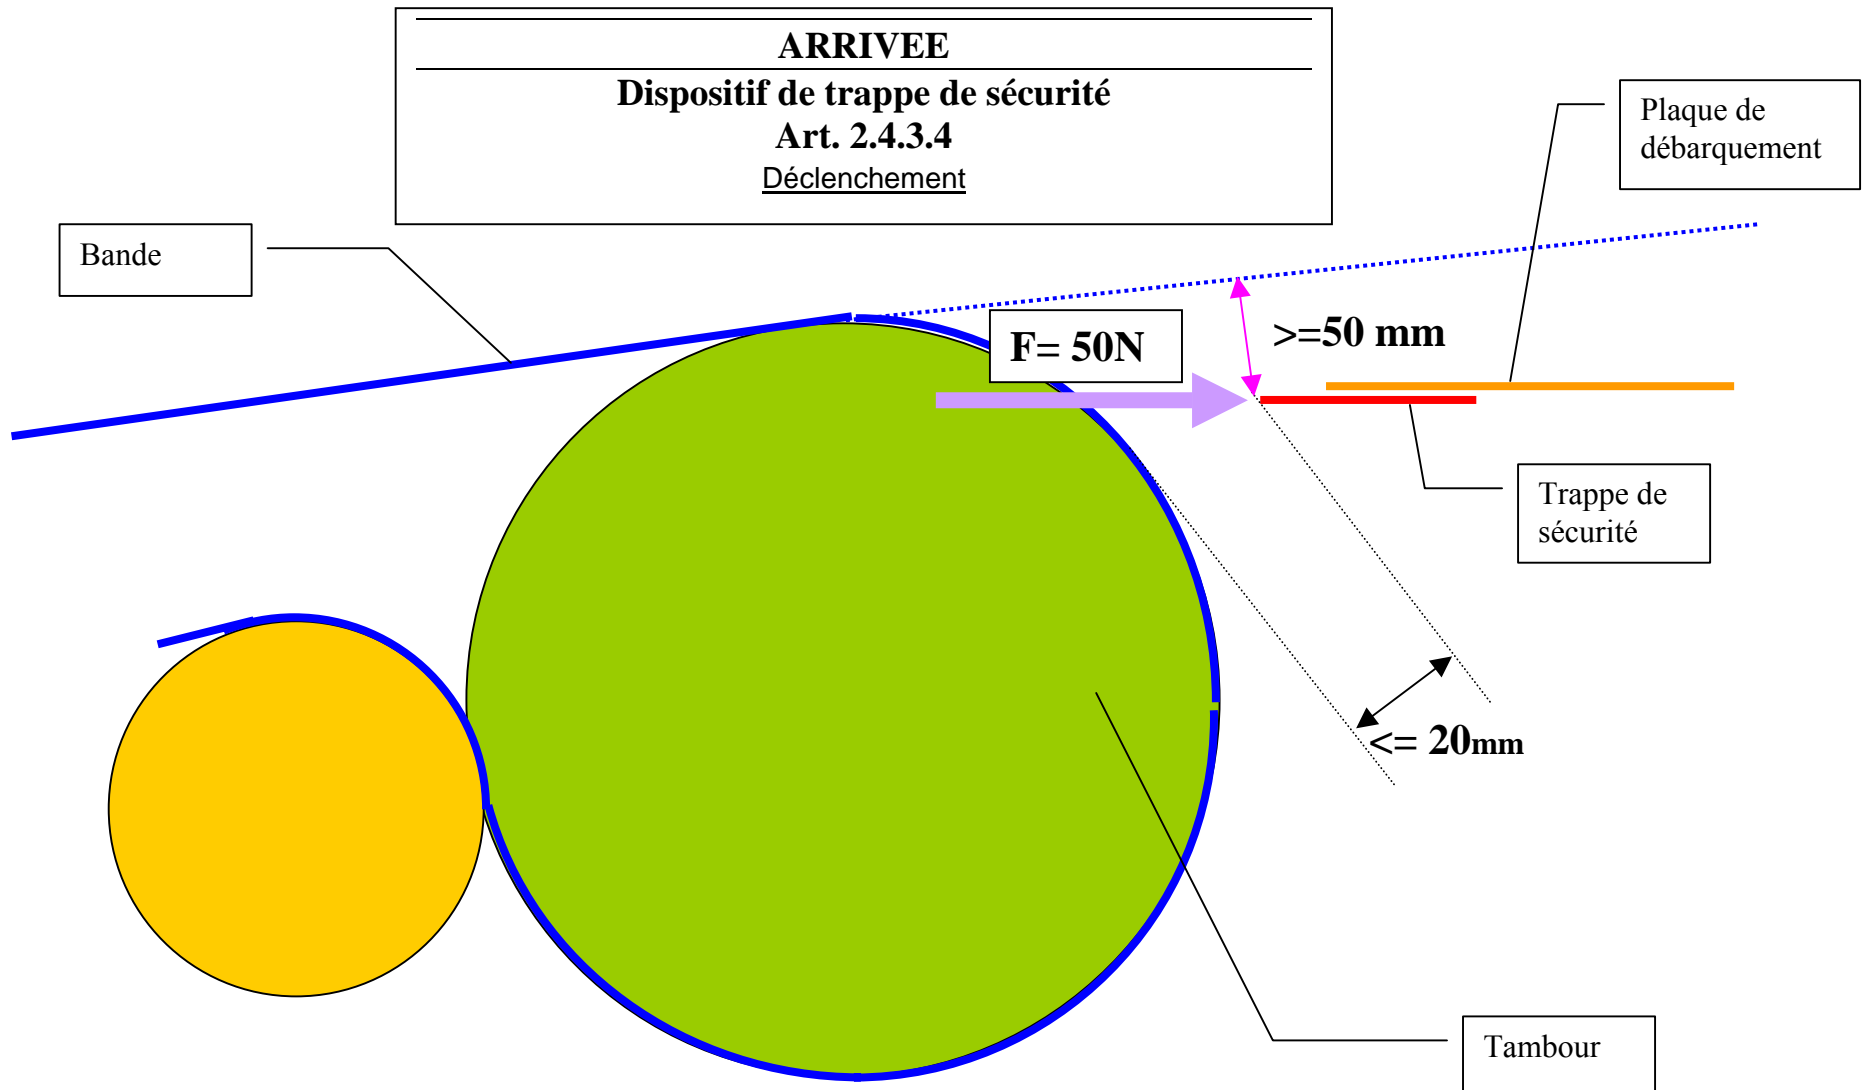 ARRIVEE
Dispositif de trappe de sécurité
Art. 2.4.3.4
Déclenchement
Plaque de
débarquement
Bande
F= 50N
>=50 mm
Trappe de
sécurité
<= 20mm
Tambour